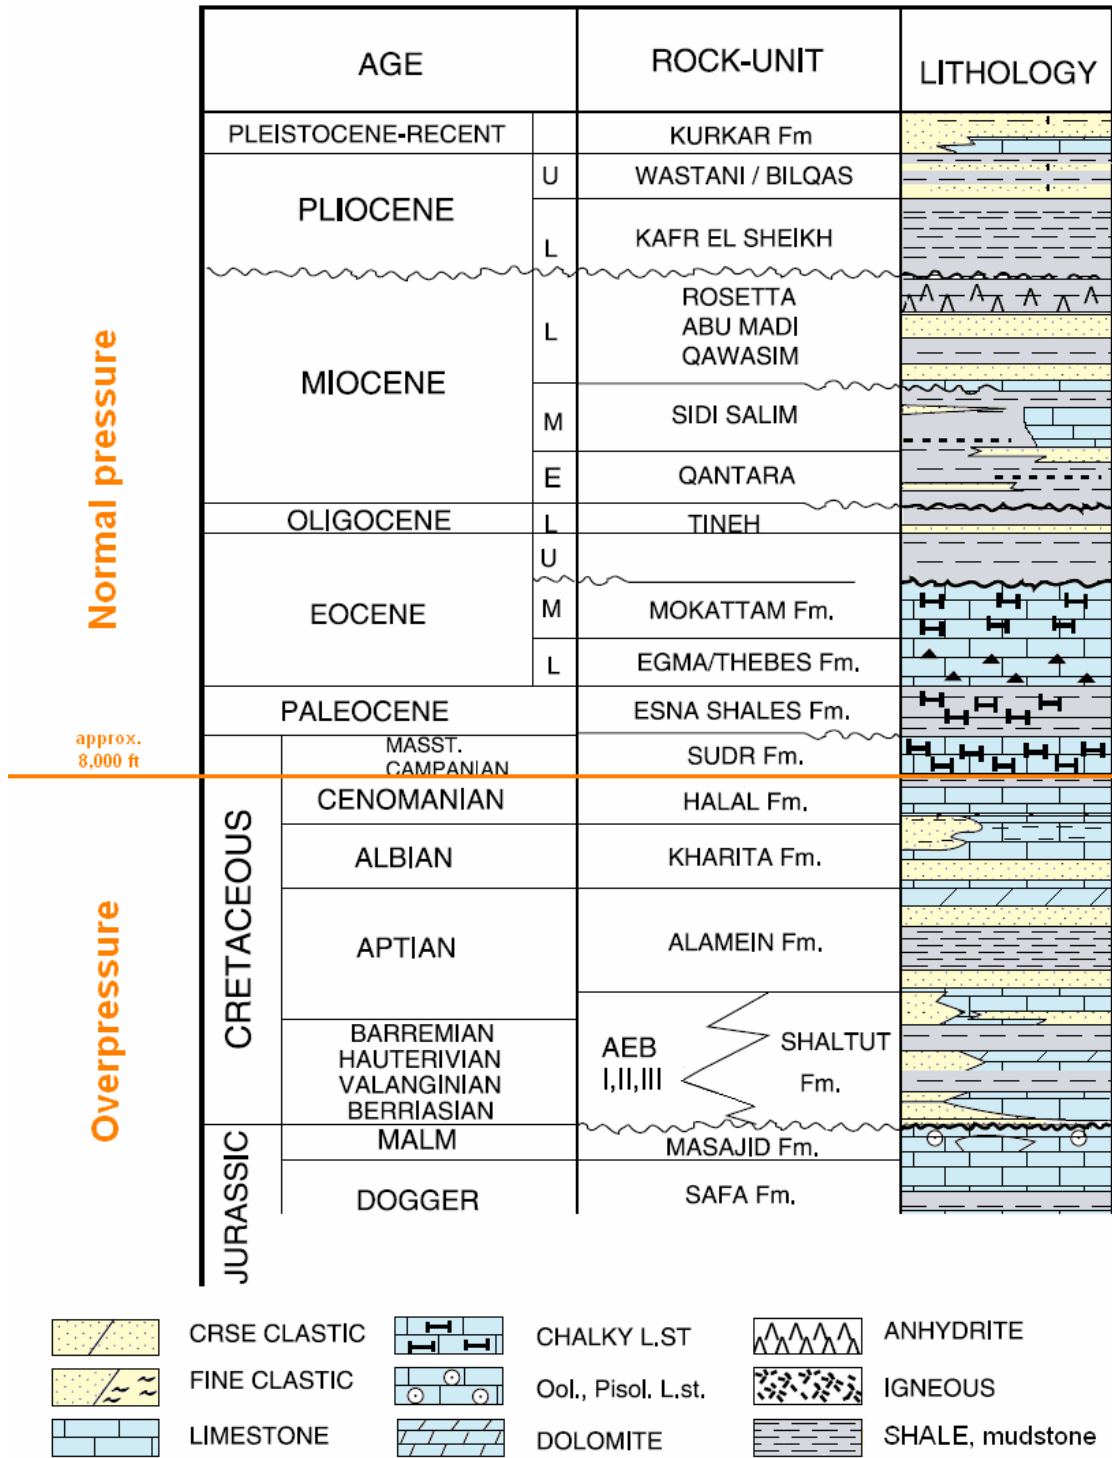 AGE
ROCK-UNIT
LITHOLOGY
PLEISTOCENE-RECENT
KURKAR Fm
PLIOCENE
U
WASTANI / BILQAS
L
KAFR EL SHEIKH
MIOCENE
L
ROSETTA
ABU MADI
QAWASIM
M
SIDI SALIM
E
QANTARA
OLIGOCENE
L
TINEH
EOCENE
U
M
MOKATTAM Fm.
L
EGMA/THEBES Fm.
PALEOCENE
ESNA SHALES Fm.
CRETACEOUS
MASST.
CAMPANIAN
SUDR Fm.
CENOMANIAN
HALAL Fm.
ALBIAN
KHARITA Fm.
APTIAN
ALAMEIN Fm.
BARREMIAN
HAUTERIVIAN
VALANGINIAN
BERRIASIAN
AEB
I,II,III
SHALTUT
Fm.
JURASSIC
MALM
MASAJID Fm.
DOGGER
SAFA Fm.
Normal pressure
approx.
8,000 ft
Overpressure
CRSE CLASTIC
FINE CLASTIC
LIMESTONE
CHALKY L.ST
Ool., Pisol. L.st.
DOLOMITE
ANHYDRITE
IGNEOUS
SHALE, mudstone